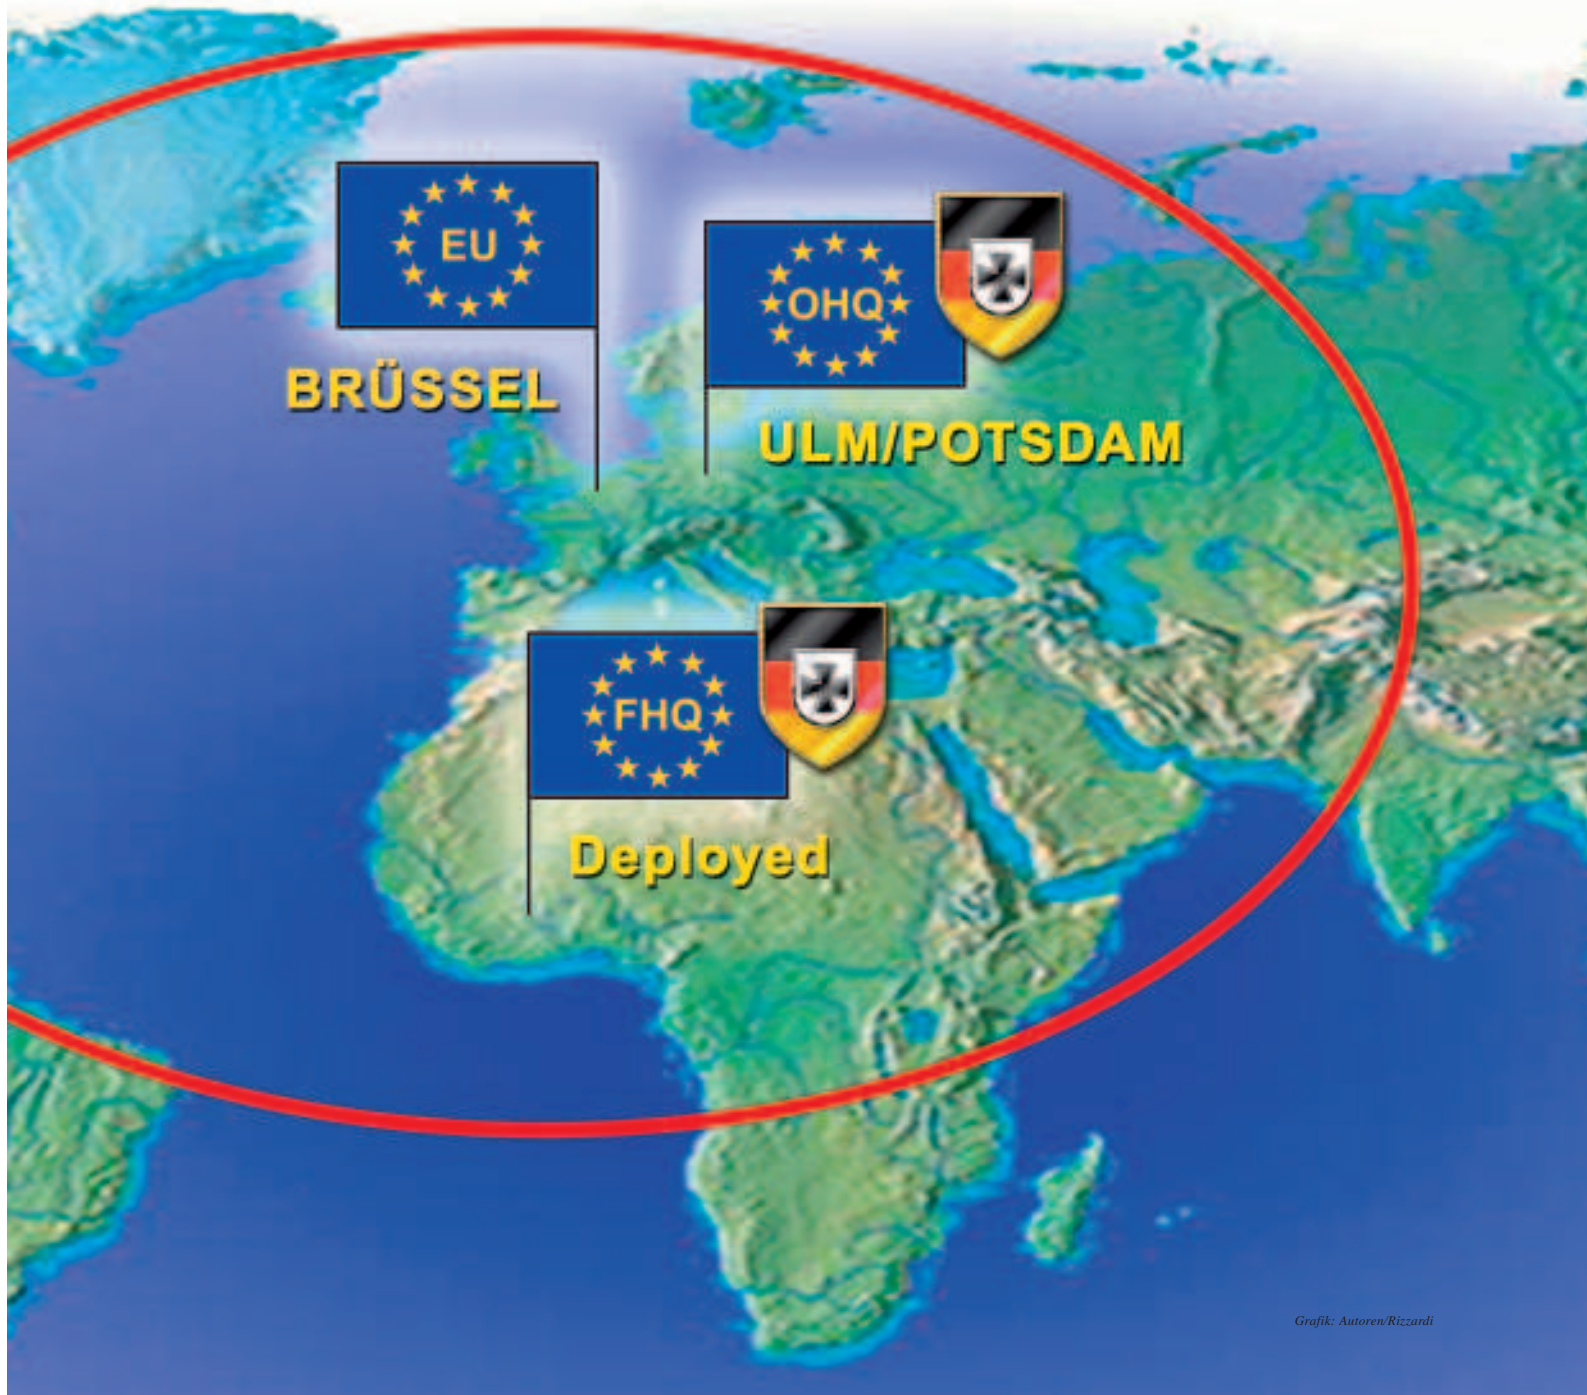 EU
BRÜSSEL
OHQ
ULM/POTSDAM
FHQ
Deployed
Grafik: Autoren/Rizzardi